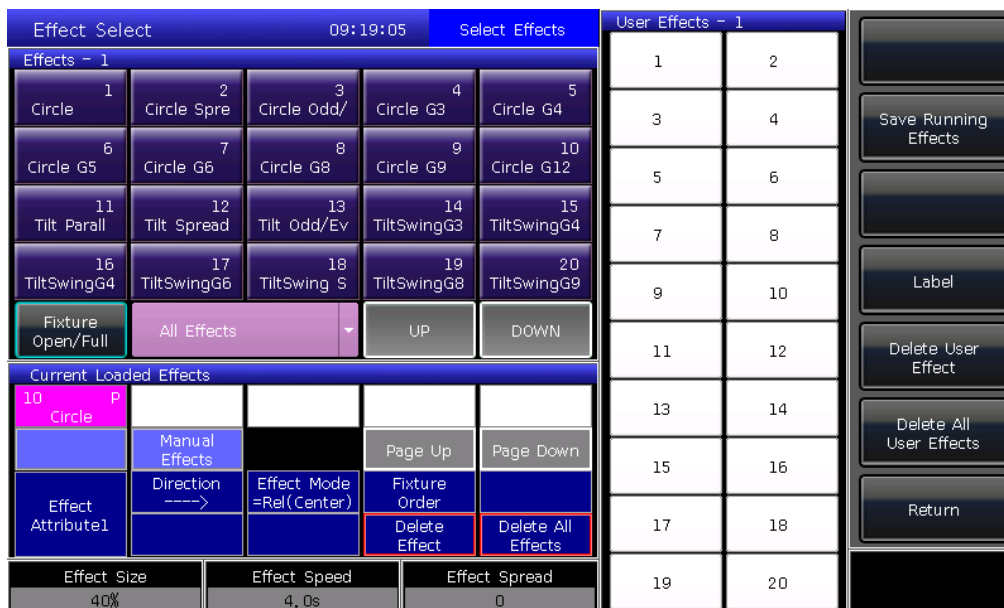 Effect Select 09:19:05 Select Effects
Effects - 1
1 2 3 4 5
Circle Circle Spre Circle Odd/ Circle G3 Circle G4
6 7 8 9 10
Circle G5 Circle G6 Circle G8 Circle G9 Circle G12
11 12 13 14 15
Tilt Parall Tilt Spread Tilt Odd/Ev TiltSwingG3 TiltSwingG4
16 17 18 19 20
TiltSwingG4 TiltSwingG6 TiltSwing S TiltSwingG8 TiltSwingG9
Fixture
Open/Full
All Effects
UP
DOWN
Current Loaded Effects
10 P
Circle
Manual
Effects
Page Up
Page Down
Effect
Attribute1
Direction
---->
Effect Mode
=Rel(Center)
Fixture
Order
Delete
Effect
Delete All
Effects
Effect Size
40%
Effect Speed
4.0s
Effect Spread
0
User Effects - 1
1 2
3 4
5 6
7 8
9 10
11 12
13 14
15 16
17 18
19 20
Save Running
Effects
Label
Delete User
Effect
Delete All
User Effects
Return